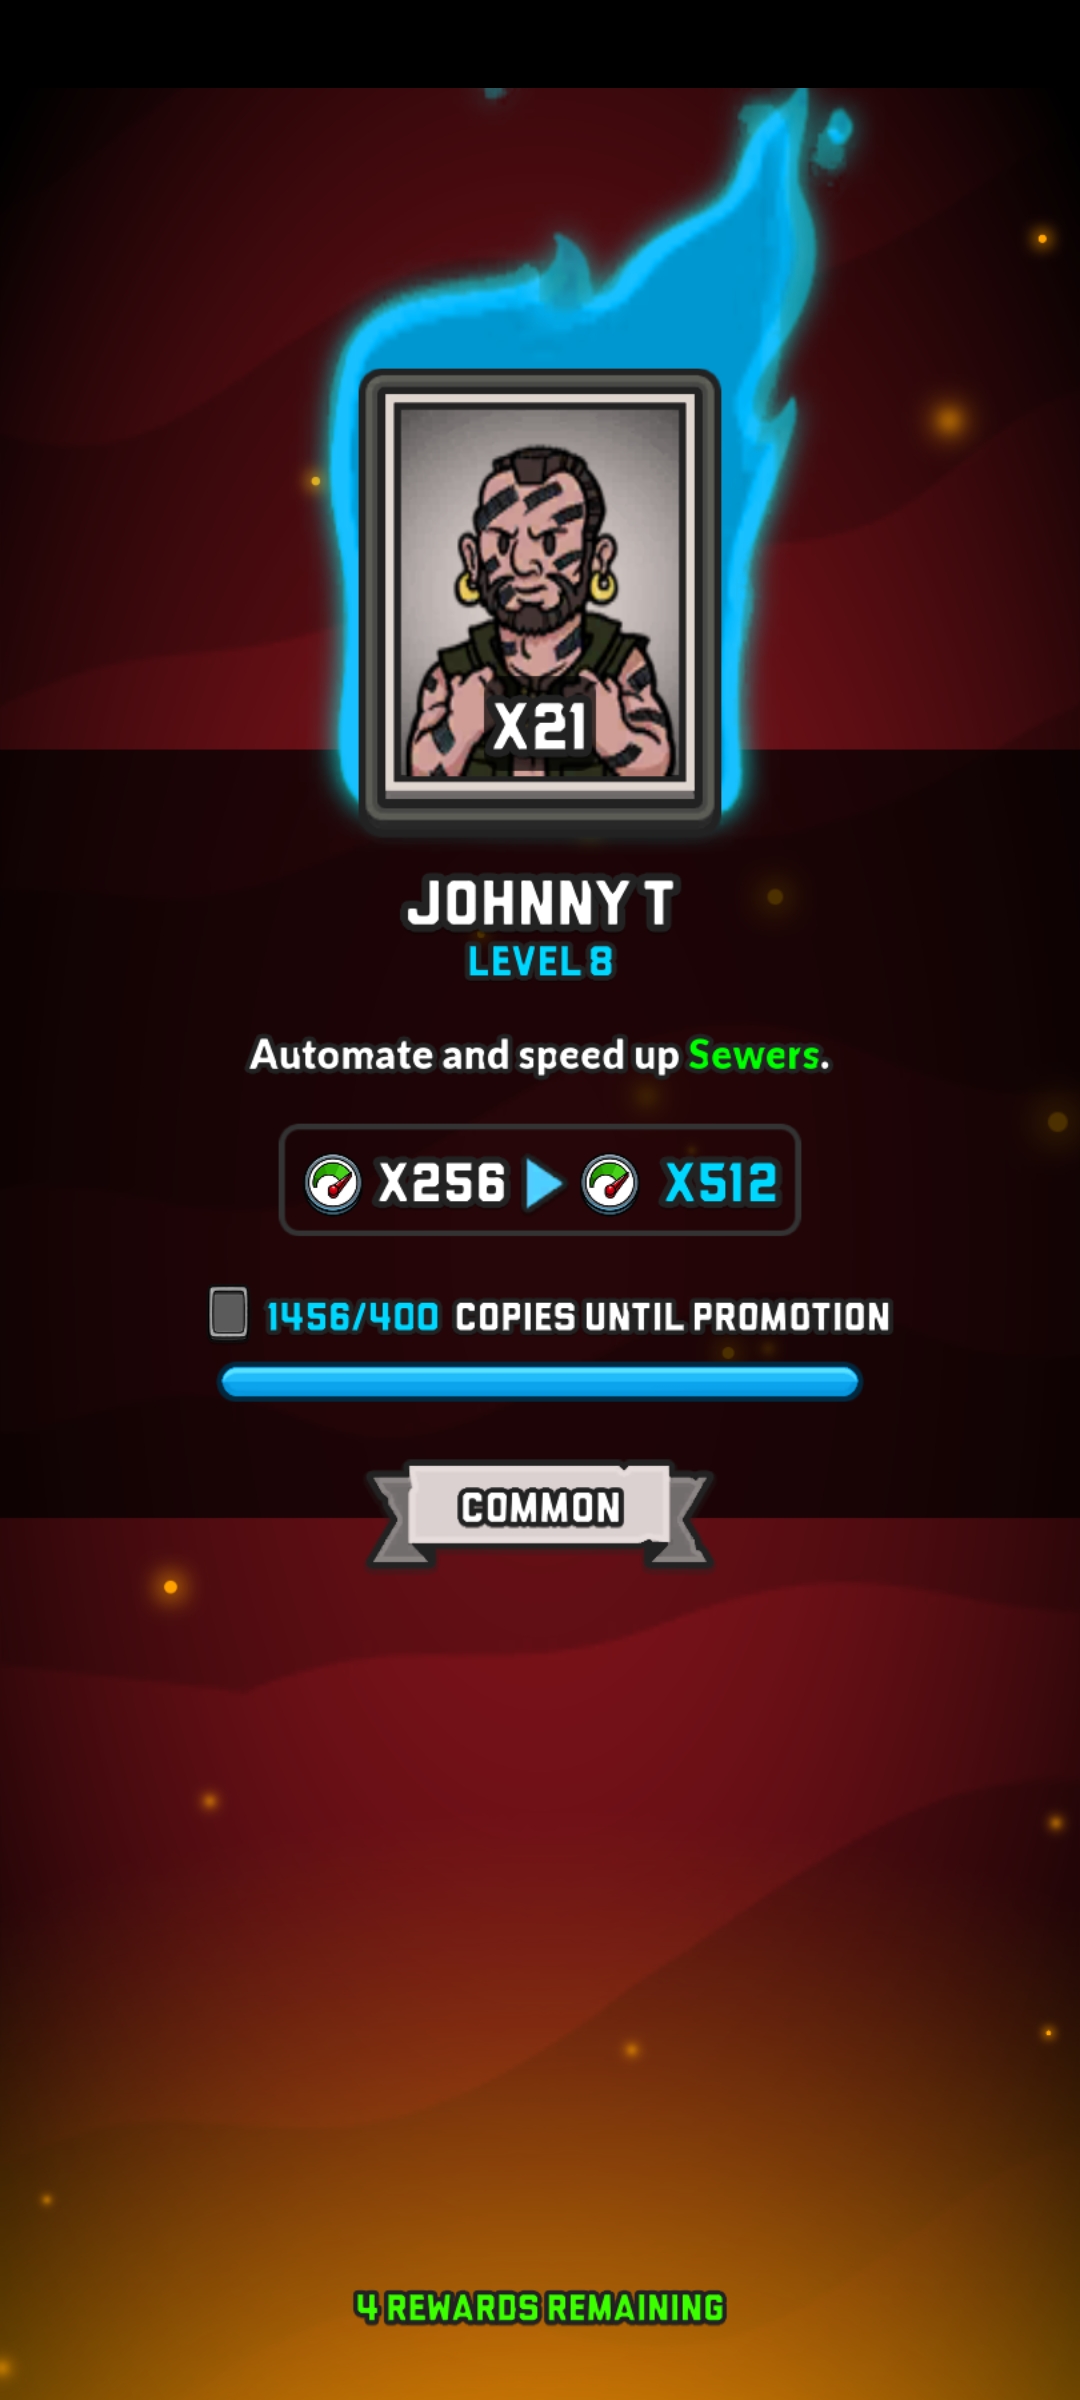 X21
JOHNNY T
LEVEL 8
Automate and speed up Sewers.
X256 X512
1456/400 COPIES UNTIL PROMOTION
COMMON
4 REWARDS REMAINING